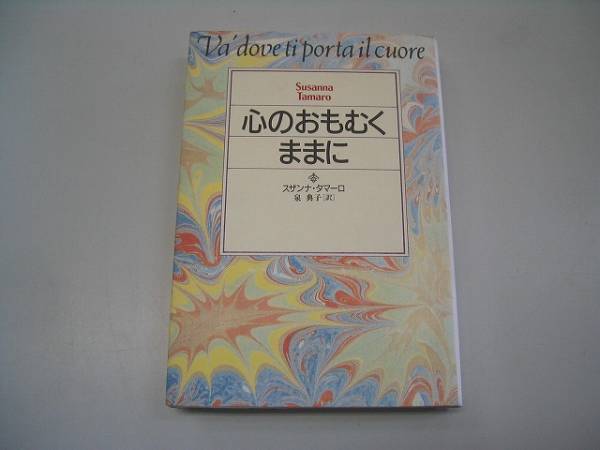 Va' dove ti porta il cuore
Susanna
Tamaro
心のおもむく
ままに
スザンナ・タマーロ
泉 典子[訳]